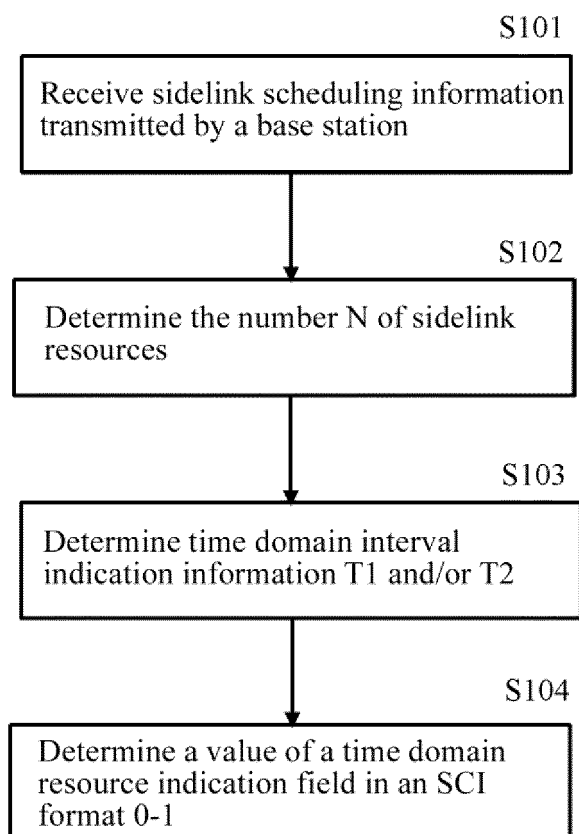 S101
Receive sidelink scheduling information
transmitted by a base station
S102
Determine the number N of sidelink
resources
S103
Determine time domain interval
indication information T1 and/or T2
S104
Determine a value of a time domain
resource indication field in an SCI
format 0-1